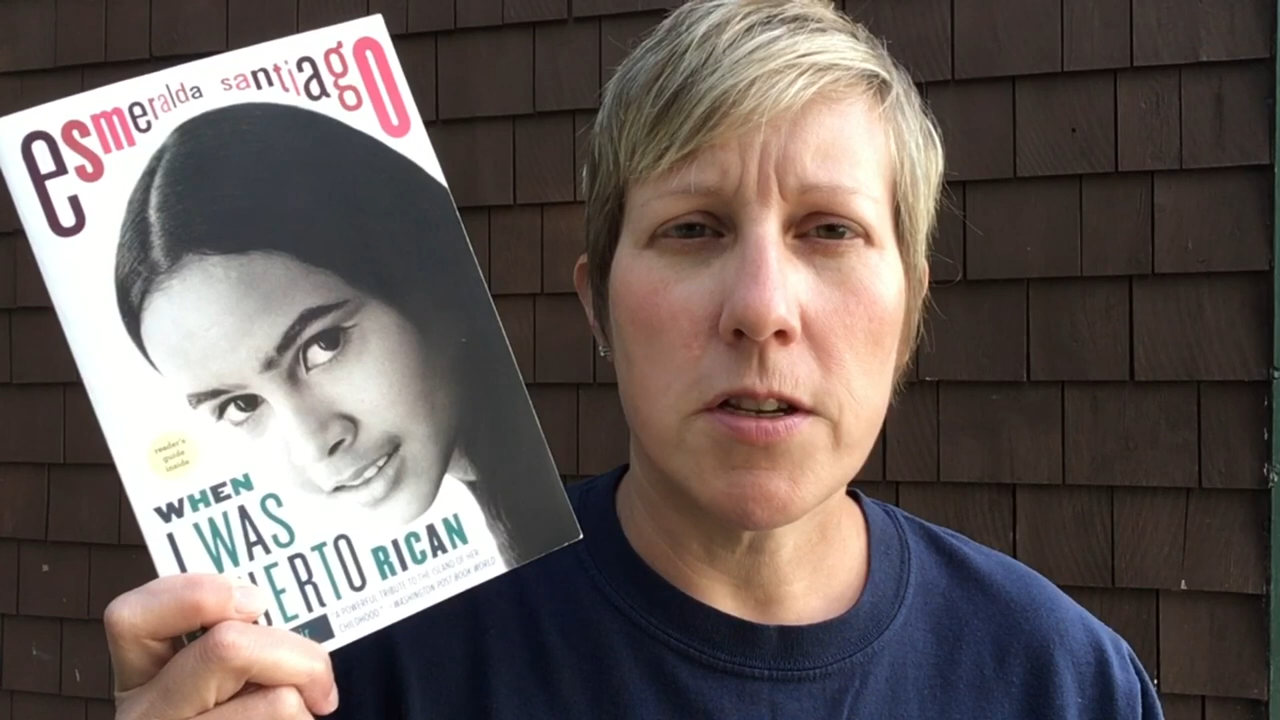 esmeralda santiago
reader's
guide
inside
WHEN
I WAS
PUERTO RICAN
"A POWERFUL TRIBUTE TO THE ISLAND OF HER
CHILDHOOD." -WASHINGTON POST BOOK WORLD